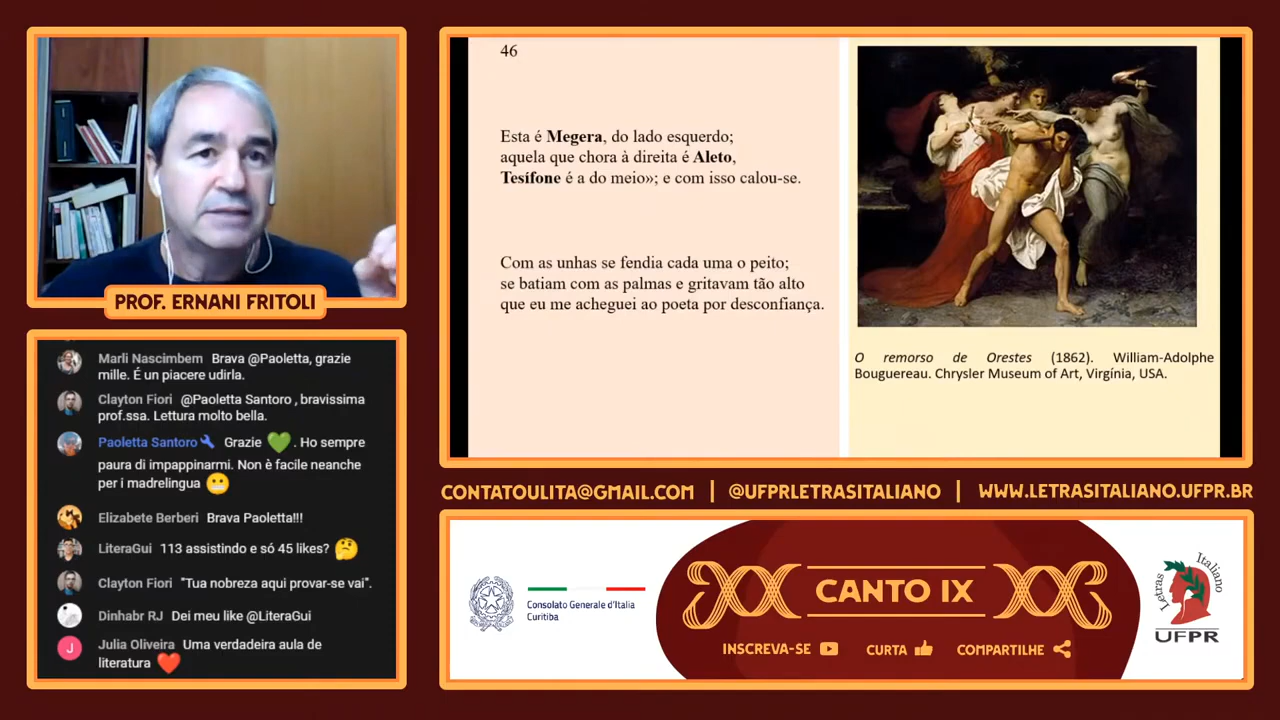 PROF. ERNANI FRITOLI
Marli Nascimbem Brava @Paoletta, grazie
mille. É un piacere udirla.
Clayton Fiori @Paoletta Santoro , bravissima
prof.ssa. Lettura molto bella.
Paoletta Santoro Grazie 💚 . Ho sempre
paura di impappinarmi. Non è facile neanche
per i madrelingua 😬
Elizabete Berberi Brava Paoletta!!!
LiteraGui 113 assistindo e só 45 likes? 🤔
Clayton Fiori "Tua nobreza aqui provar-se vai".
Dinhabr RJ Dei meu like @LiteraGui
J Julia Oliveira Uma verdadeira aula de
literatura ❤️
46
Esta é Megera, do lado esquerdo;
aquela que chora à direita é Aleto,
Tesífone é a do meio»; e com isso calou-se.
Com as unhas se fendia cada uma o peito;
se batiam com as palmas e gritavam tão alto
que eu me acheguei ao poeta por desconfiança.
O remorso de Orestes (1862). William-Adolphe
Bouguereau. Chrysler Museum of Art, Virgínia, USA.
CONTATOULITA@GMAIL.COM | @UFPRLETRASITALIANO | WWW.LETRASITALIANO.UFPR.BR
Consolato Generale d'Italia
Curitiba
CANTO IX
INSCREVA-SE CURTA COMPARTILHE
Letras Italiano
UFPR